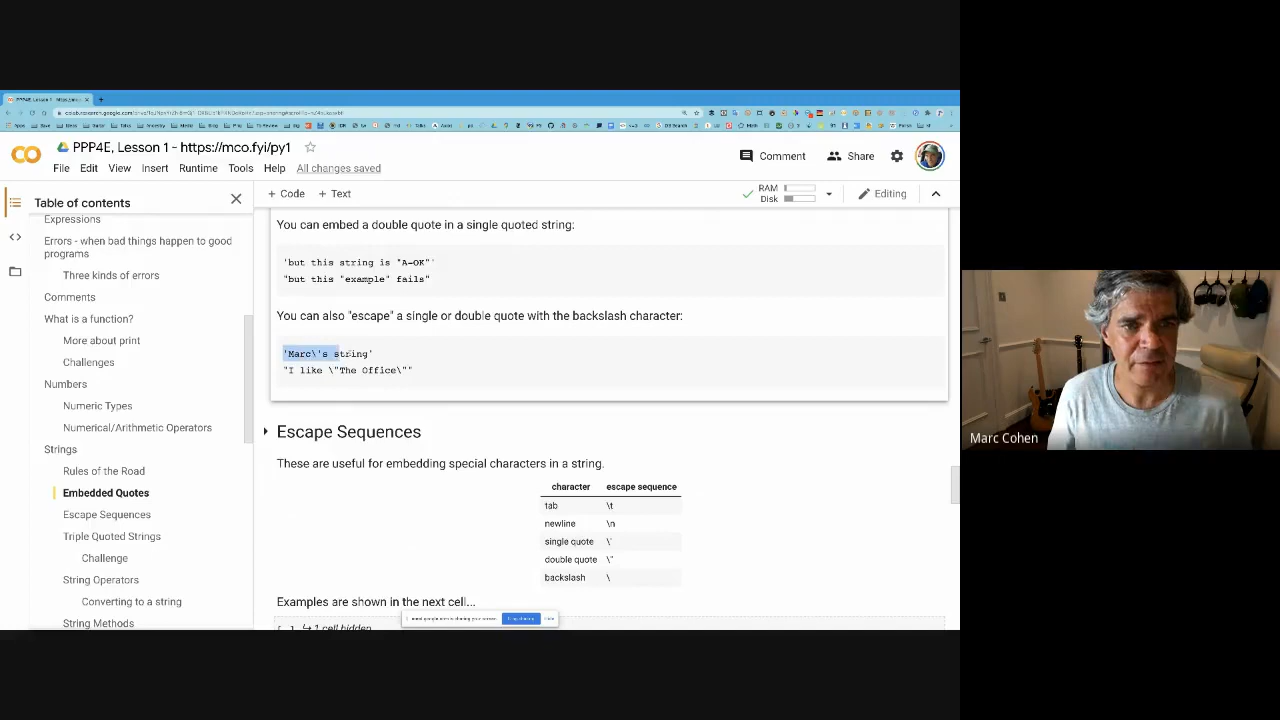 PPP4E, Lesson 1 - https://mco.fyi/py1
File Edit View Insert Runtime Tools Help All changes saved
Comment Share
+ Code + Text
RAM
Disk
Editing
Table of contents
Expressions
Errors - when bad things happen to good
programs
Three kinds of errors
Comments
What is a function?
More about print
Challenges
Numbers
Numeric Types
Numerical/Arithmetic Operators
Strings
Rules of the Road
Embedded Quotes
Escape Sequences
Triple Quoted Strings
Challenge
String Operators
Converting to a string
String Methods
You can embed a double quote in a single quoted string:
'but this string is "A-OK"'
"but this "example" fails"
You can also "escape" a single or double quote with the backslash character:
'Marc\'s string'
"I like \"The Office\""
Escape Sequences
These are useful for embedding special characters in a string.
character escape sequence
tab \t
newline \n
single quote \'
double quote \"
backslash \
Examples are shown in the next cell...
[ ] ↳ 1 cell hidden
Marc Cohen